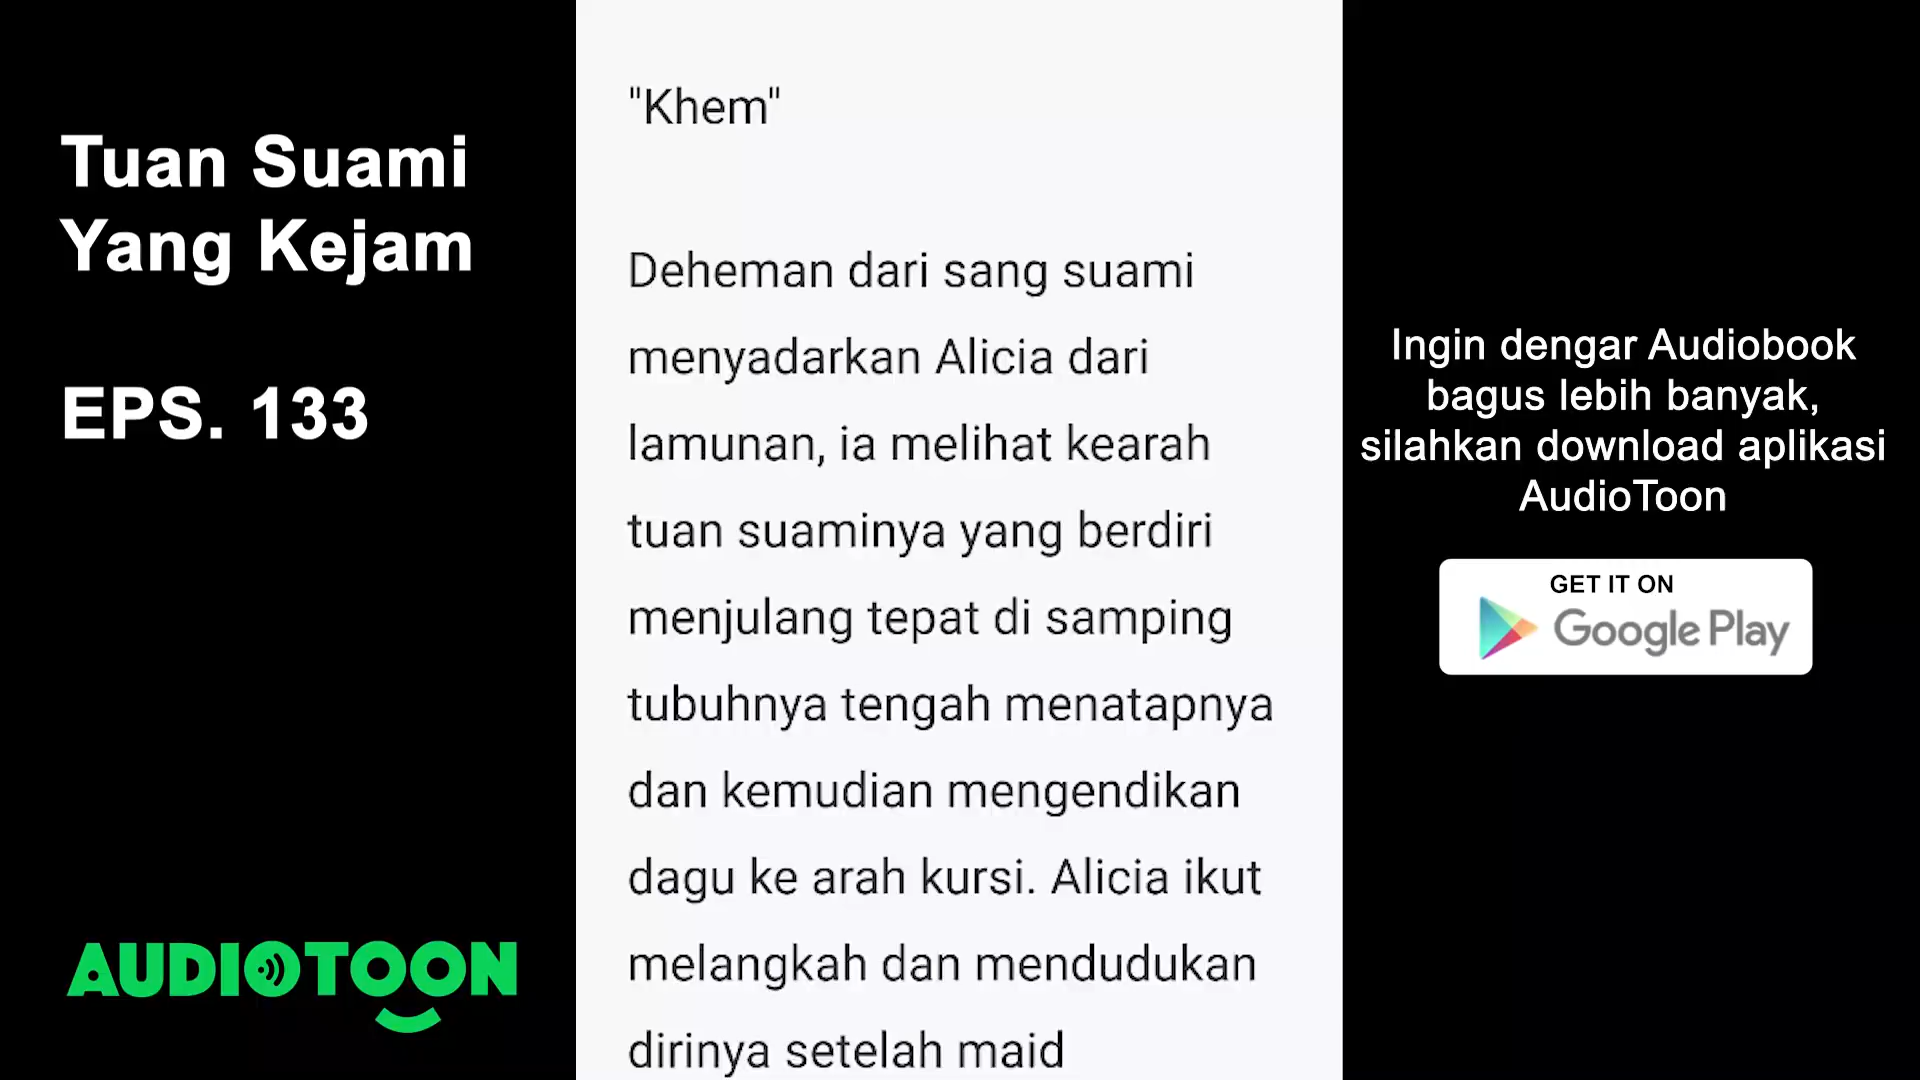 Tuan Suami
Yang Kejam
EPS. 133
AUDIOTOON
"Khem"
Deheman dari sang suami
menyadarkan Alicia dari
lamunan, ia melihat kearah
tuan suaminya yang berdiri
menjulang tepat di samping
tubuhnya tengah menatapnya
dan kemudian mengendikan
dagu ke arah kursi. Alicia ikut
melangkah dan mendudukan
dirinya setelah maid
Ingin dengar Audiobook
bagus lebih banyak,
silahkan download aplikasi
AudioToon
GET IT ON
Google Play